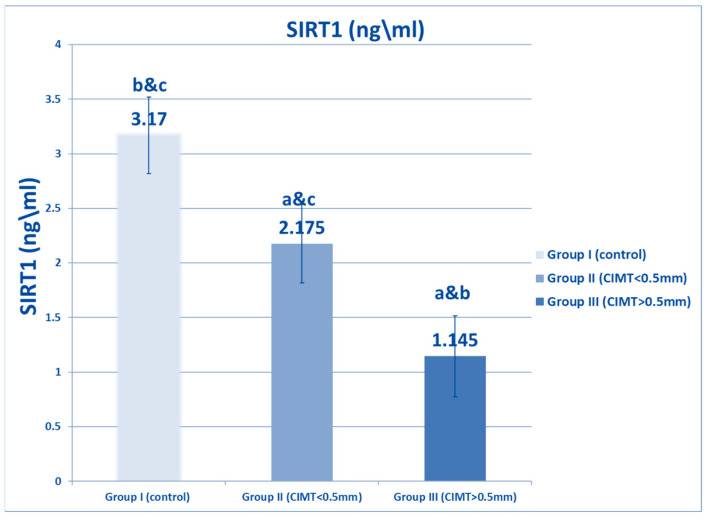 SIRT1 (ng\ml)
SIRT1 (ng\ml)
4
3.5
3
2.5
2
1.5
1
0.5
0
b&c
3.17
a&c
2.175
a&b
1.145
Group I (control)
Group II (CIMT<0.5mm)
Group III (CIMT>0.5mm)
Group I (control)
Group II (CIMT<0.5mm)
Group III (CIMT>0.5mm)